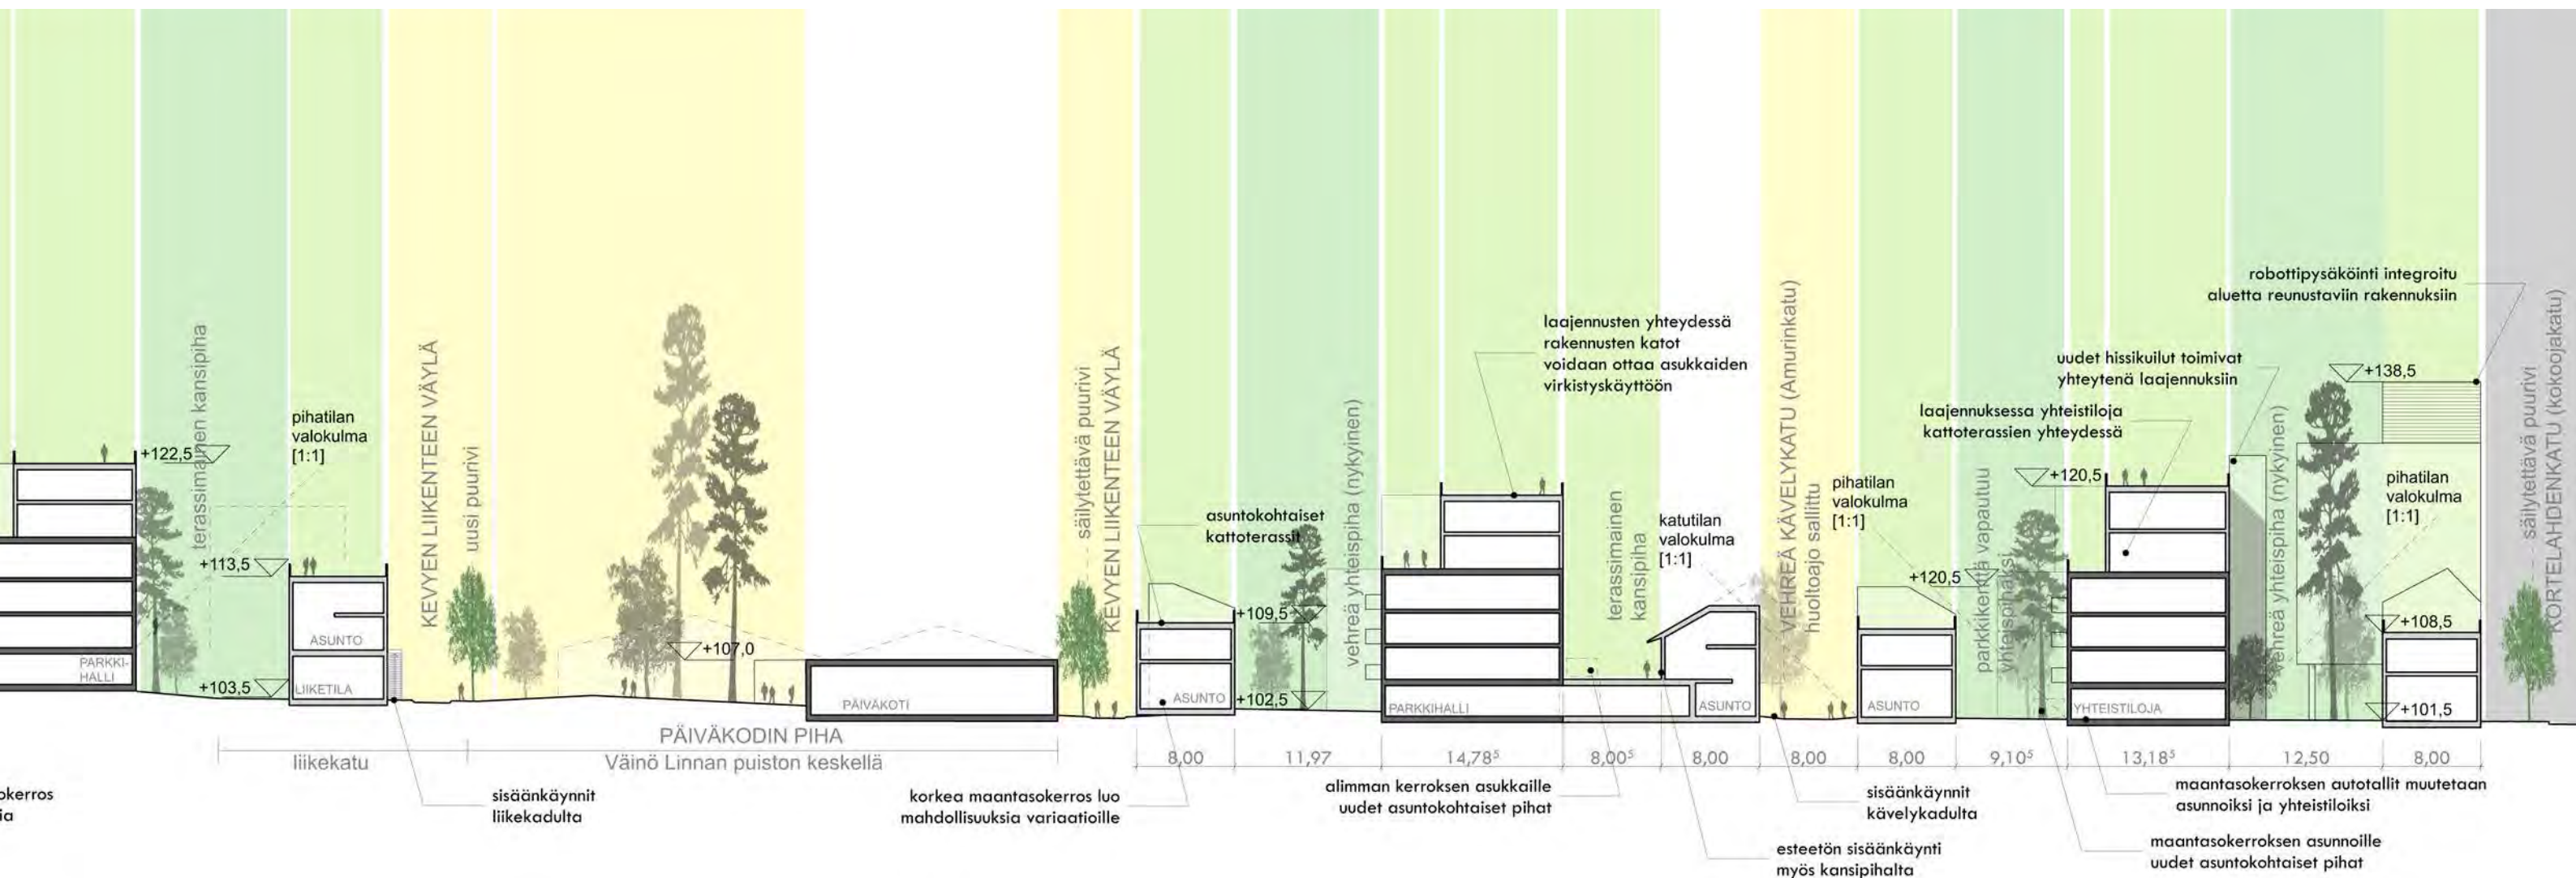 +122,5
terassimainen kansipiha
pihatilan
valokulma
[1:1]
+113,5
+103,5
PARKKI-
HALLI
ASUNTO
LIIKETILA
KEVYEN LIIKENTEEN VÄYLÄ
uusi puurivi
+107,0
PÄIVÄKOTI
säilytettävä puurivi
KEVYEN LIIKENTEEN VÄYLÄ
asuntokohtaiset
kattoterassit
ASUNTO
+109,5
+102,5
vehreä yhteispiha (nykyinen)
laajennusten yhteydessä
rakennusten katot
voidaan ottaa asukkaiden
virkistyskäyttöön
PARKKIHALLI
terassimainen
kansipiha
katutilan
valokulma
[1:1]
ASUNTO
VEHREÄ KÄVELYKATU (Amurinkatu)
huoltoajo sallittu
pihatilan
valokulma
[1:1]
+120,5
ASUNTO
parkkikenttä vapautuu
yhteispihaksi
laajennuksessa yhteistiloja
kattoterassien yhteydessä
+120,5
uudet hissikuilut toimivat
yhteytenä laajennuksiin
YHTEISTILOJA
vehreä yhteispiha (nykyinen)
robottipysäköinti integroitu
aluetta reunustaviin rakennuksiin
+138,5
pihatilan
valokulma
[1:1]
+108,5
+101,5
säilytettävä puurivi
KORTELAHDENKATU (kokoojakatu)
liikekatu
PÄIVÄKODIN PIHA
Väinö Linnan puiston keskellä
8,00
11,97
14,78⁵
8,00⁵
8,00
8,00
8,00
9,10⁵
13,18⁵
12,50
8,00
okerros
ia
sisäänkäynnit
liikekadulta
korkea maantasokerros luo
mahdollisuuksia variaatioille
alimman kerroksen asukkaille
uudet asuntokohtaiset pihat
esteetön sisäänkäynti
myös kansipihalta
sisäänkäynnit
kävelykadulta
maantasokerroksen autotallit muutetaan
asunnoiksi ja yhteistiloiksi
maantasokerroksen asunnoille
uudet asuntokohtaiset pihat